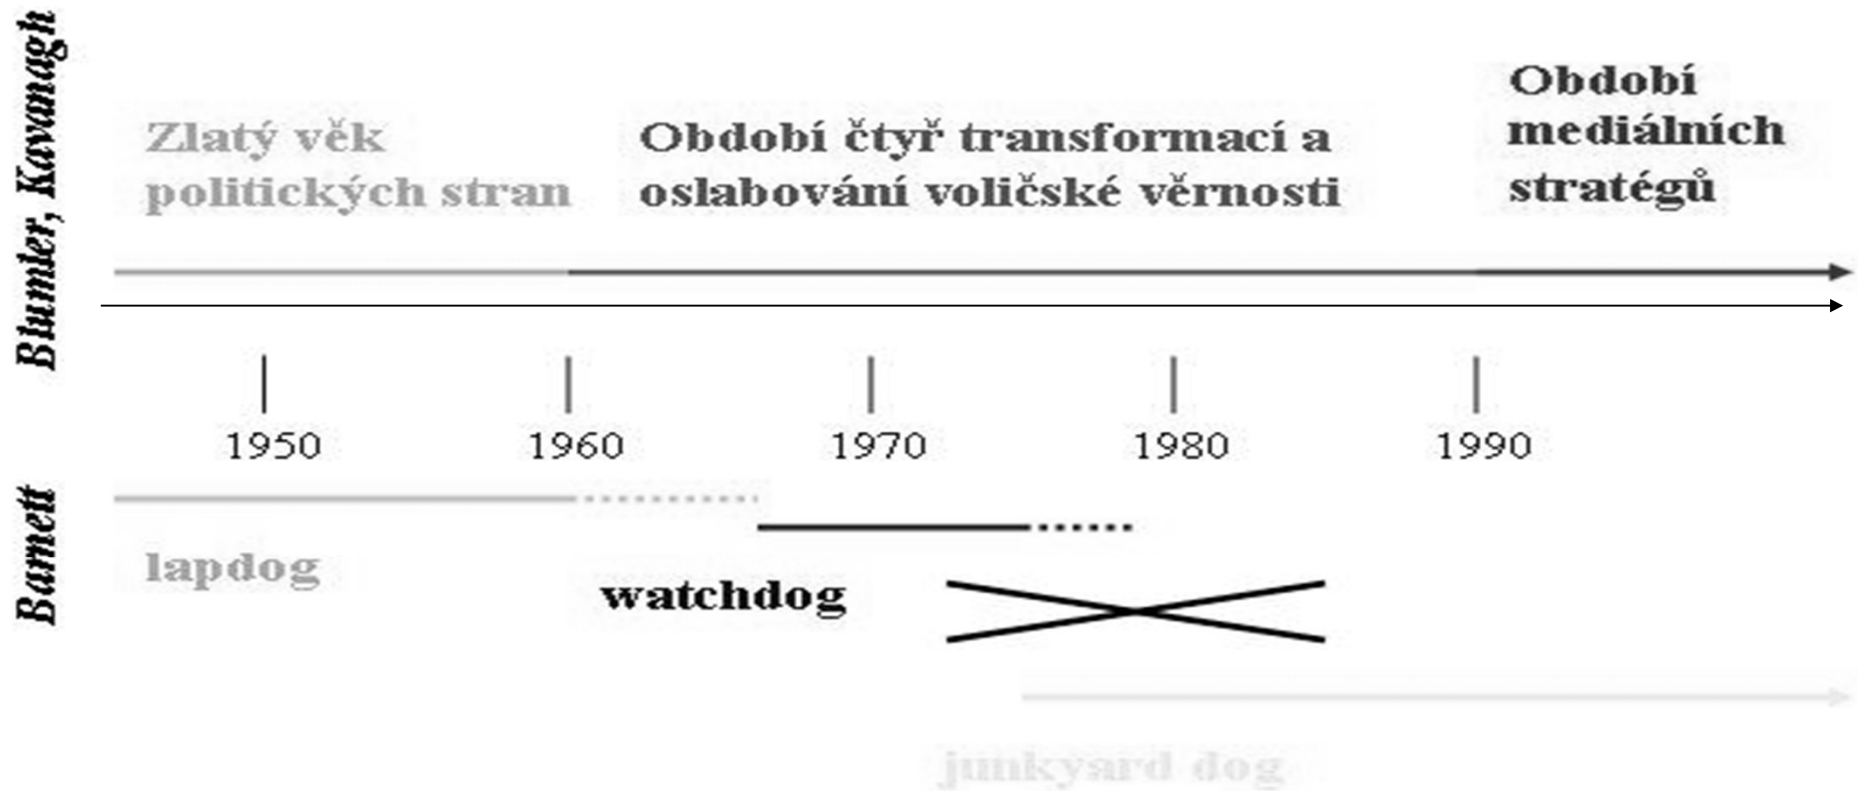 Blumler, Kavanagh
Zlatý věk
politických stran
Období čtyř transformací a
oslabování voličské věrnosti
Období
mediálních
stratégů
1950
1960
1970
1980
1990
Barnett
lapdog
watchdog
junkyard dog